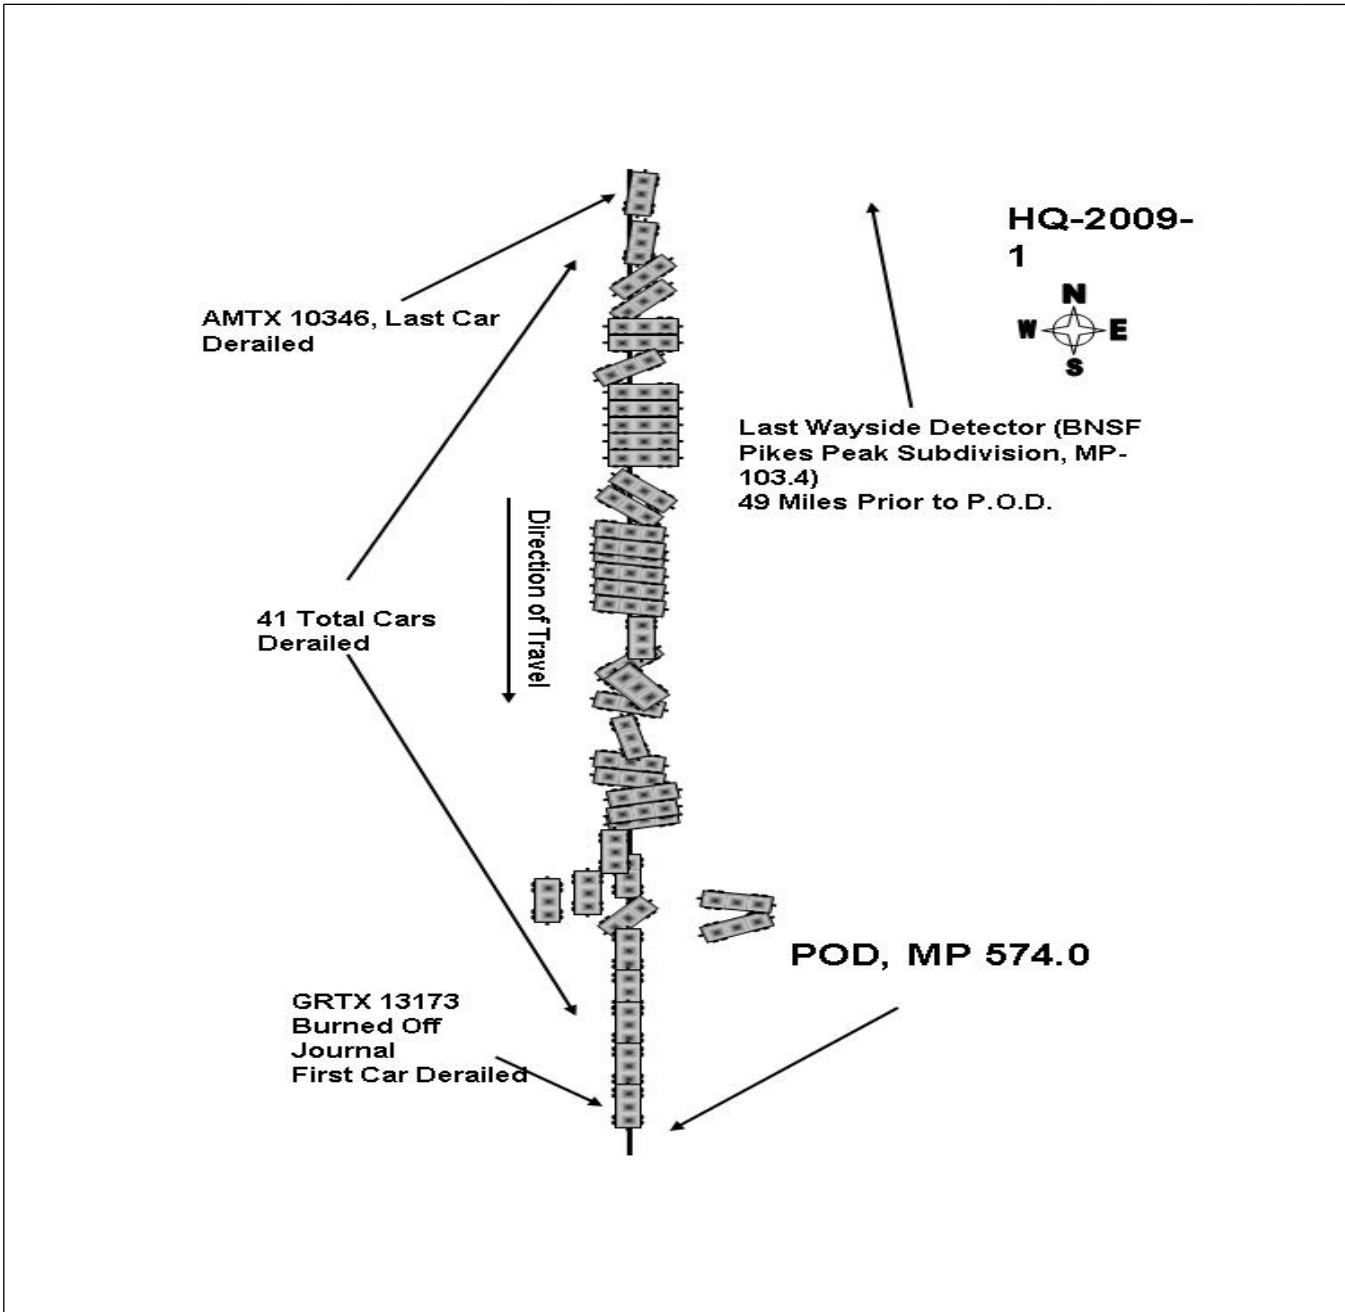 HQ-2009-
1
N
W E
S
AMTX 10346, Last Car
Derailed
Last Wayside Detector (BNSF
Pikes Peak Subdivision, MP-
103.4)
49 Miles Prior to P.O.D.
Direction of Travel
41 Total Cars
Derailed
POD, MP 574.0
GRTX 13173
Burned Off
Journal
First Car Derailed